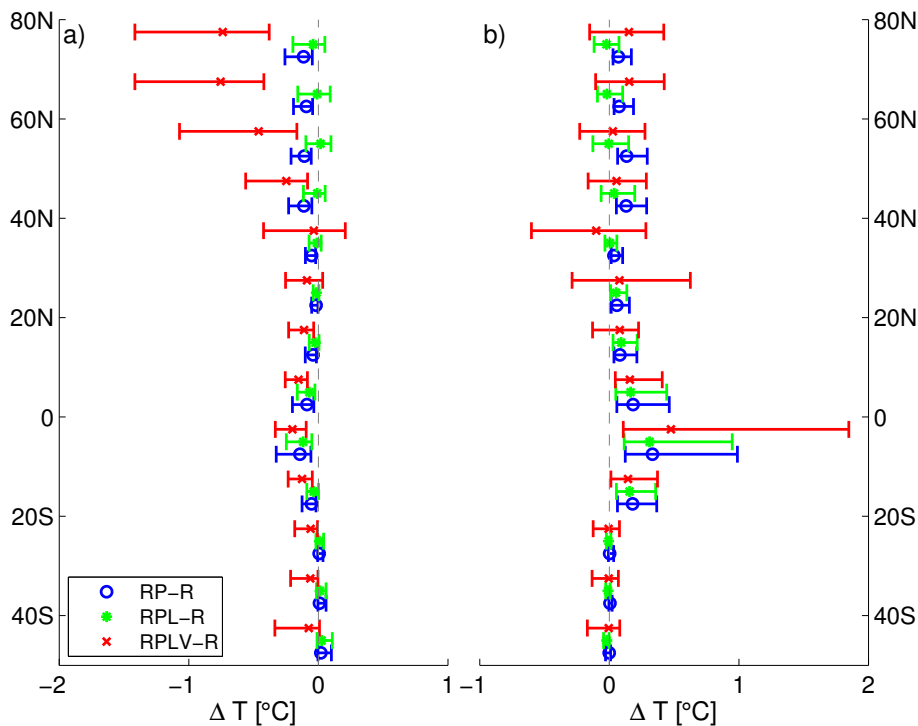 a)
b)
80N
60N
40N
20N
0
20S
40S
80N
60N
40N
20N
0
20S
40S
RP−R
RPL−R
RPLV−R
−2 −1 0 1
−1 0 1 2
Δ T [°C]
Δ T [°C]